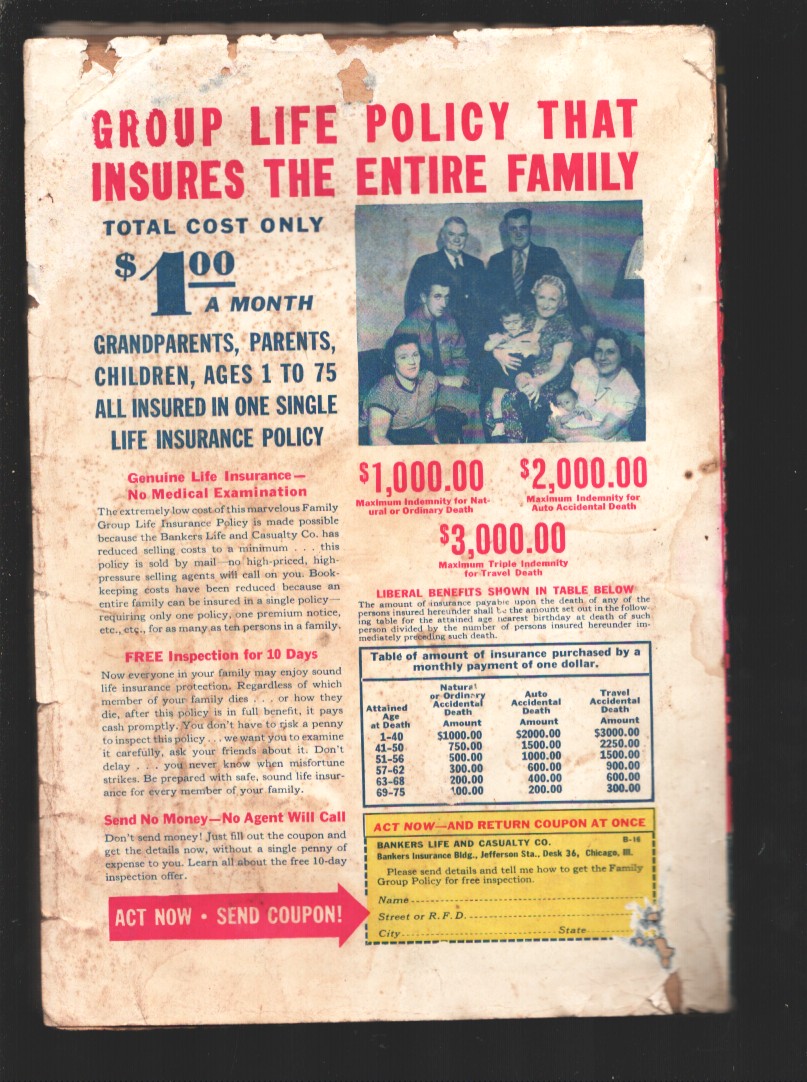 GROUP LIFE POLICY THAT
INSURES THE ENTIRE FAMILY
TOTAL COST ONLY
$1.00
A MONTH
GRANDPARENTS, PARENTS,
CHILDREN, AGES 1 TO 75
ALL INSURED IN ONE SINGLE
LIFE INSURANCE POLICY
Genuine Life Insurance—
No Medical Examination
The extremely low cost of this marvelous Family
Group Life Insurance Policy is made possible
because the Bankers Life and Casualty Co. has
reduced selling costs to a minimum . . . this
policy is sold by mail—no high-priced, high-
pressure selling agents will call on you. Book-
keeping costs have been reduced because an
entire family can be insured in a single policy—
requiring only one policy, one premium notice,
etc., etc., for as many as ten persons in a family.
FREE Inspection for 10 Days
Now everyone in your family may enjoy sound
life insurance protection. Regardless of which
member of your family dies . . . or how they
die, after this policy is in full benefit, it pays
cash promptly. You don't have to risk a penny
to inspect this policy . . . we want you to examine
it carefully, ask your friends about it. Don't
delay . . . you never know when misfortune
strikes. Be prepared with safe, sound life insur-
ance for every member of your family.
Send No Money—No Agent Will Call
Don't send money! Just fill out the coupon and
get the details now, without a single penny of
expense to you. Learn all about the free 10-day
inspection offer.
ACT NOW • SEND COUPON!
$1,000.00
Maximum Indemnity for Nat-
ural or Ordinary Death
$2,000.00
Maximum Indemnity for
Auto Accidental Death
$3,000.00
Maximum Triple Indemnity
for Travel Death
LIBERAL BENEFITS SHOWN IN TABLE BELOW
The amount of insurance payable upon the death of any of the
persons insured hereunder shall be the amount set out in the follow-
ing table for the attained age nearest birthday at death of such
person divided by the number of persons insured hereunder im-
mediately preceding such death.
Table of amount of insurance purchased by a
monthly payment of one dollar.
Attained Age at Death Natural or Ordinary Accidental Death Amount Auto Accidental Death Amount Travel Accidental Death Amount
1-40 $1000.00 $2000.00 $3000.00
41-50 750.00 1500.00 2250.00
51-56 500.00 1000.00 1500.00
57-62 300.00 600.00 900.00
63-68 200.00 400.00 600.00
69-75 100.00 200.00 300.00
ACT NOW—AND RETURN COUPON AT ONCE
BANKERS LIFE AND CASUALTY CO. B-16
Bankers Insurance Bldg., Jefferson Sta., Desk 36, Chicago, Ill.
Please send details and tell me how to get the Family
Group Policy for free inspection.
Name
Street or R.F.D.
City State